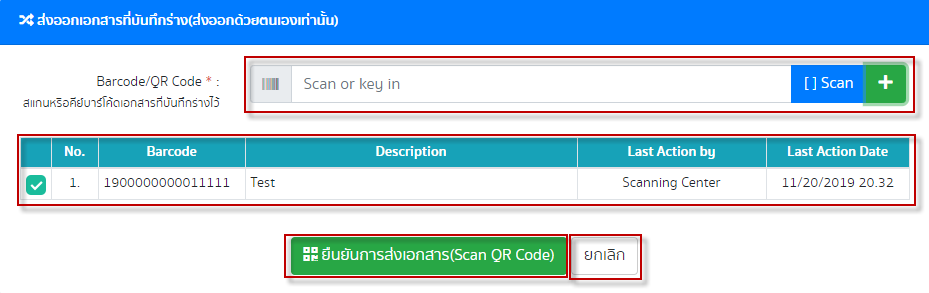 ส่งออกเอกสารที่บันทึกร่าง(ส่งออกด้วยตนเองเท่านั้น)
Barcode/QR Code * :
สแกนหรือคีย์บาร์โค้ดเอกสารที่บันทึกร่างไว้
Scan or key in
[ ] Scan +
No. Barcode Description Last Action by Last Action Date
1. 1900000000011111 Test Scanning Center 11/20/2019 20.32
ยืนยันการส่งเอกสาร(Scan QR Code) ยกเลิก